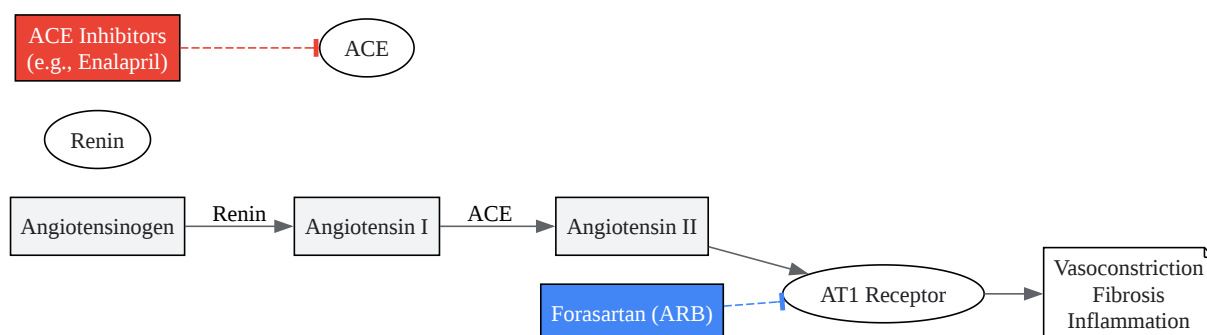 ACE Inhibitors
(e.g., Enalapril)
ACE
Renin
Angiotensinogen
Renin
Angiotensin I
ACE
Angiotensin II
Forasartan (ARB)
AT1 Receptor
Vasoconstriction
Fibrosis
Inflammation